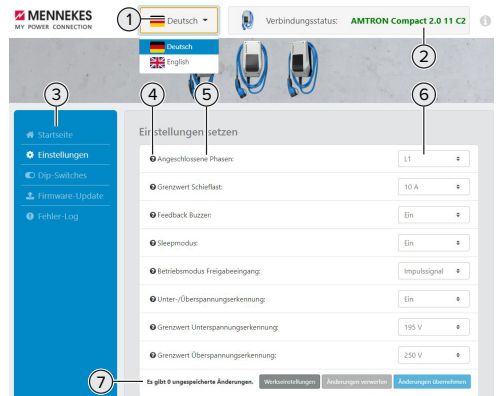 MENNEKES
MY POWER CONNECTION
1
Deutsch
Verbindungsstatus: AMTRON Compact 2.0 11 C2
Deutsch
English
2
3
4
5
6
Startseite
Einstellungen
Dip-Switches
Firmware-Update
Fehler-Log
Einstellungen setzen
Angeschlossene Phasen: L1
Grenzwert Schieflast: 10 A
Feedback Buzzer: Ein
Sleepmodus: Ein
Betriebsmodus Freigabeeingang: Impulssignal
Unter-/Überspannungserkennung: Ein
Grenzwert Unterspannungserkennung: 195 V
Grenzwert Überspannungserkennung: 250 V
7
Es gibt 0 ungespeicherte Änderungen. Werkseinstellungen Änderungen verwerfen Änderungen übernehmen